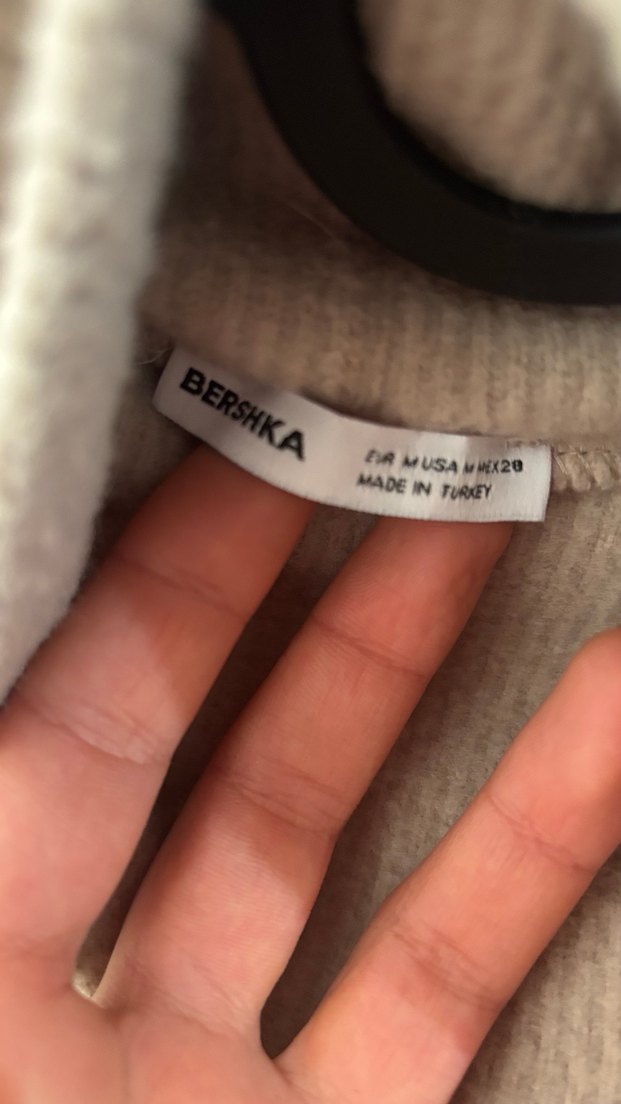 BERSHKA
EUR M USA M MEX 28
MADE IN TURKEY